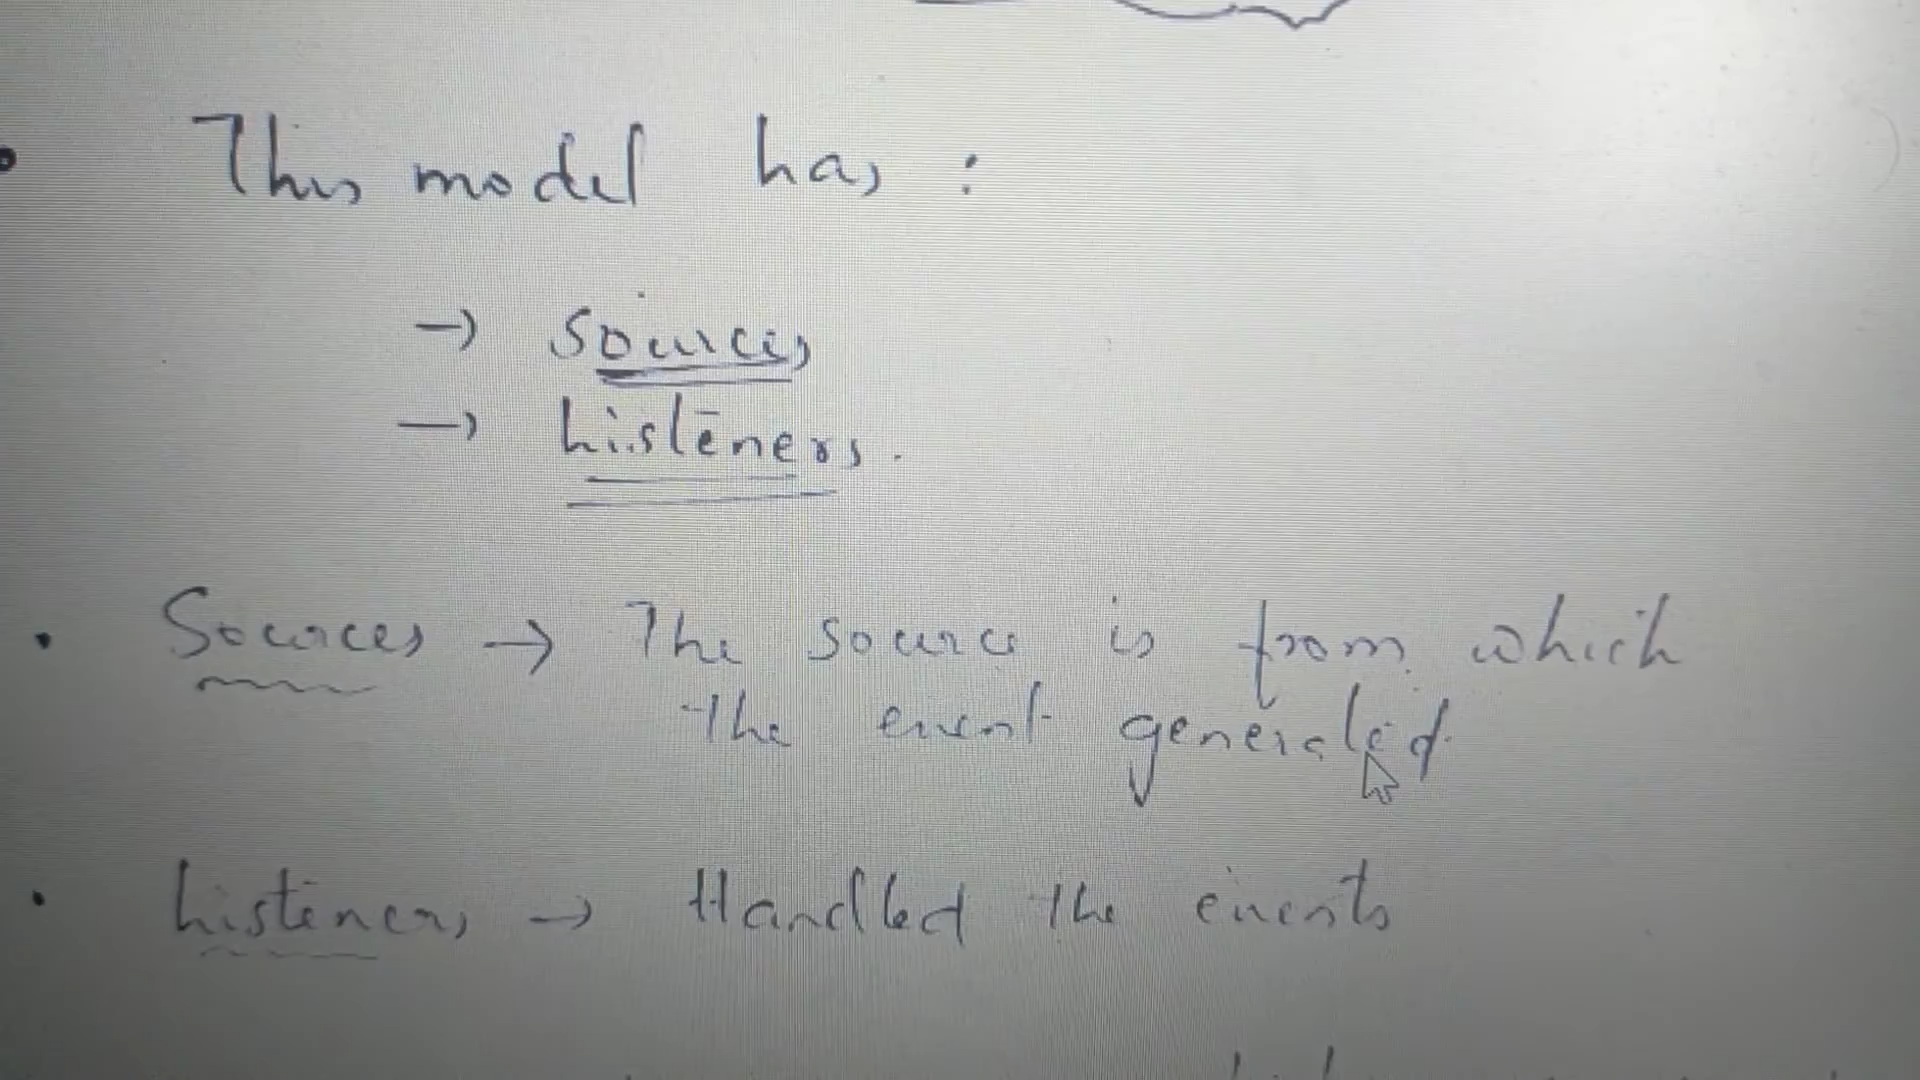 • This model has :
→ Sources
→ Listeners.
• Sources → The source is from which
the event generated.
• Listeners → Handled the events